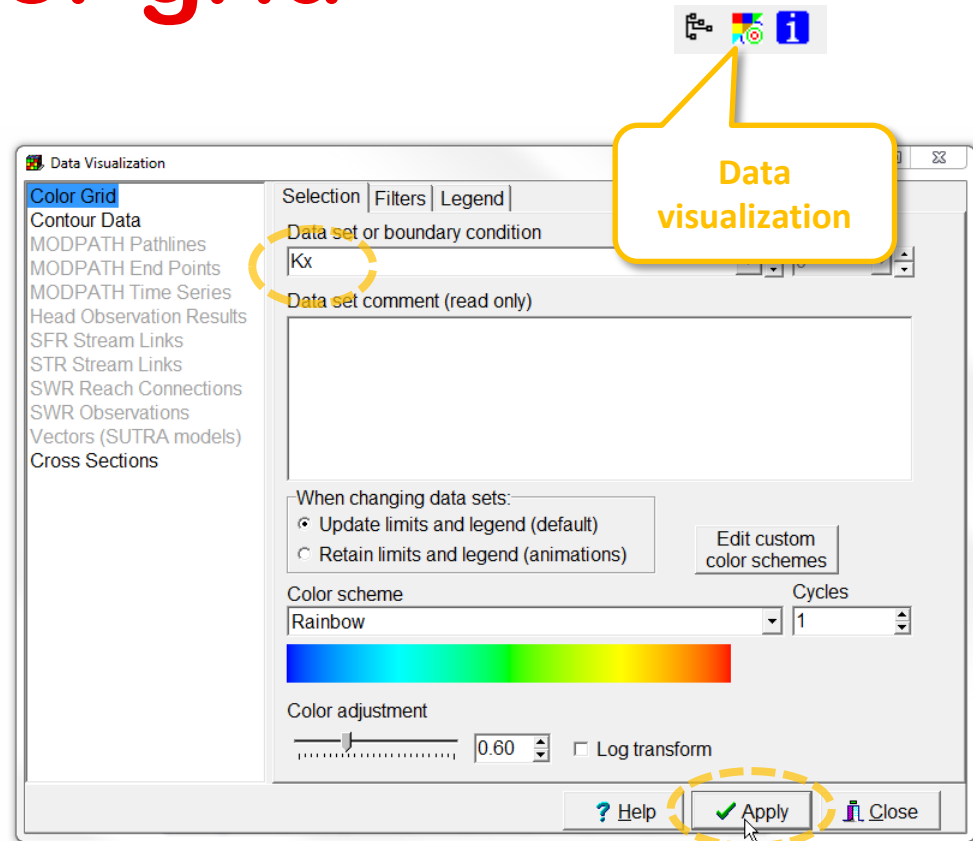 grid
i
Data
visualization
Data Visualization
Color Grid
Contour Data
MODPATH Pathlines
MODPATH End Points
MODPATH Time Series
Head Observation Results
SFR Stream Links
STR Stream Links
SWR Reach Connections
SWR Observations
Vectors (SUTRA models)
Cross Sections
Selection Filters Legend
Data set or boundary condition
Kx
Data set comment (read only)
When changing data sets:
Update limits and legend (default)
Retain limits and legend (animations)
Edit custom
color schemes
Color scheme
Cycles
Rainbow
1
Color adjustment
0.60
Log transform
? Help
Apply
Close